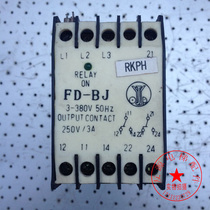 L1 L2 L3 21
RELAY
ON
RKPH
FD-BJ
3-380V 50Hz
OUTPUT CONTACT
250V/3A
12 11 14 22 24